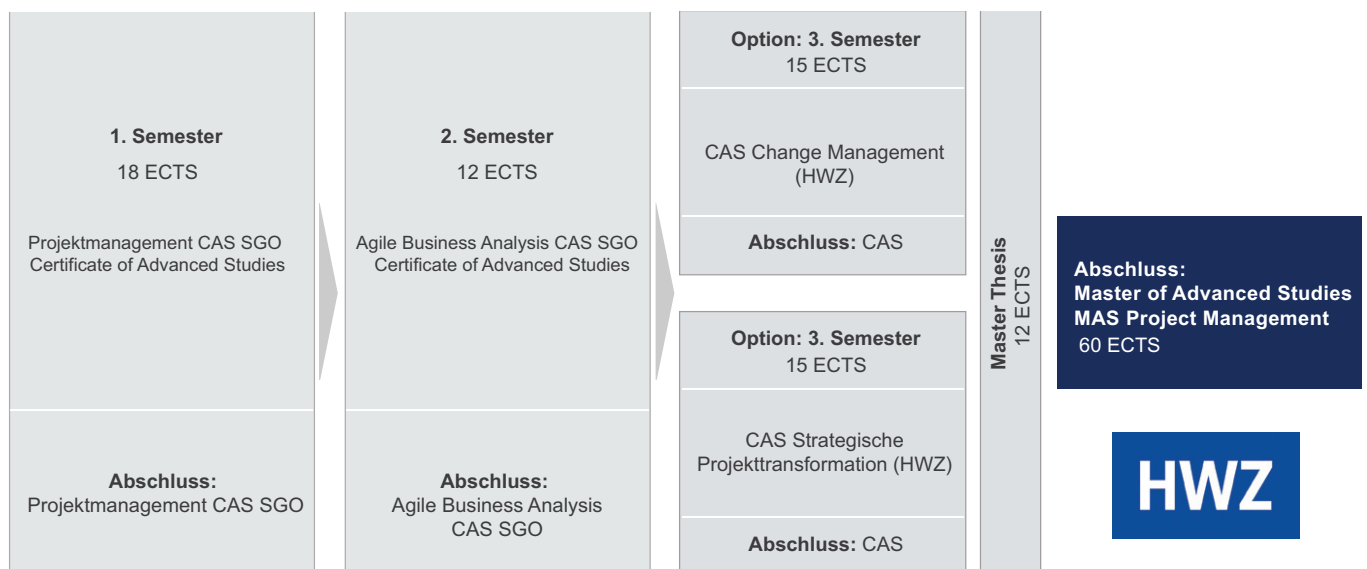 1. Semester
18 ECTS
Projektmanagement CAS SGO
Certificate of Advanced Studies
Abschluss:
Projektmanagement CAS SGO
2. Semester
12 ECTS
Agile Business Analysis CAS SGO
Certificate of Advanced Studies
Abschluss:
Agile Business Analysis
CAS SGO
Option: 3. Semester
15 ECTS
CAS Change Management
(HWZ)
Abschluss: CAS
Option: 3. Semester
15 ECTS
CAS Strategische
Projekttransformation (HWZ)
Abschluss: CAS
Master Thesis
12 ECTS
Abschluss:
Master of Advanced Studies
MAS Project Management
60 ECTS
HWZ